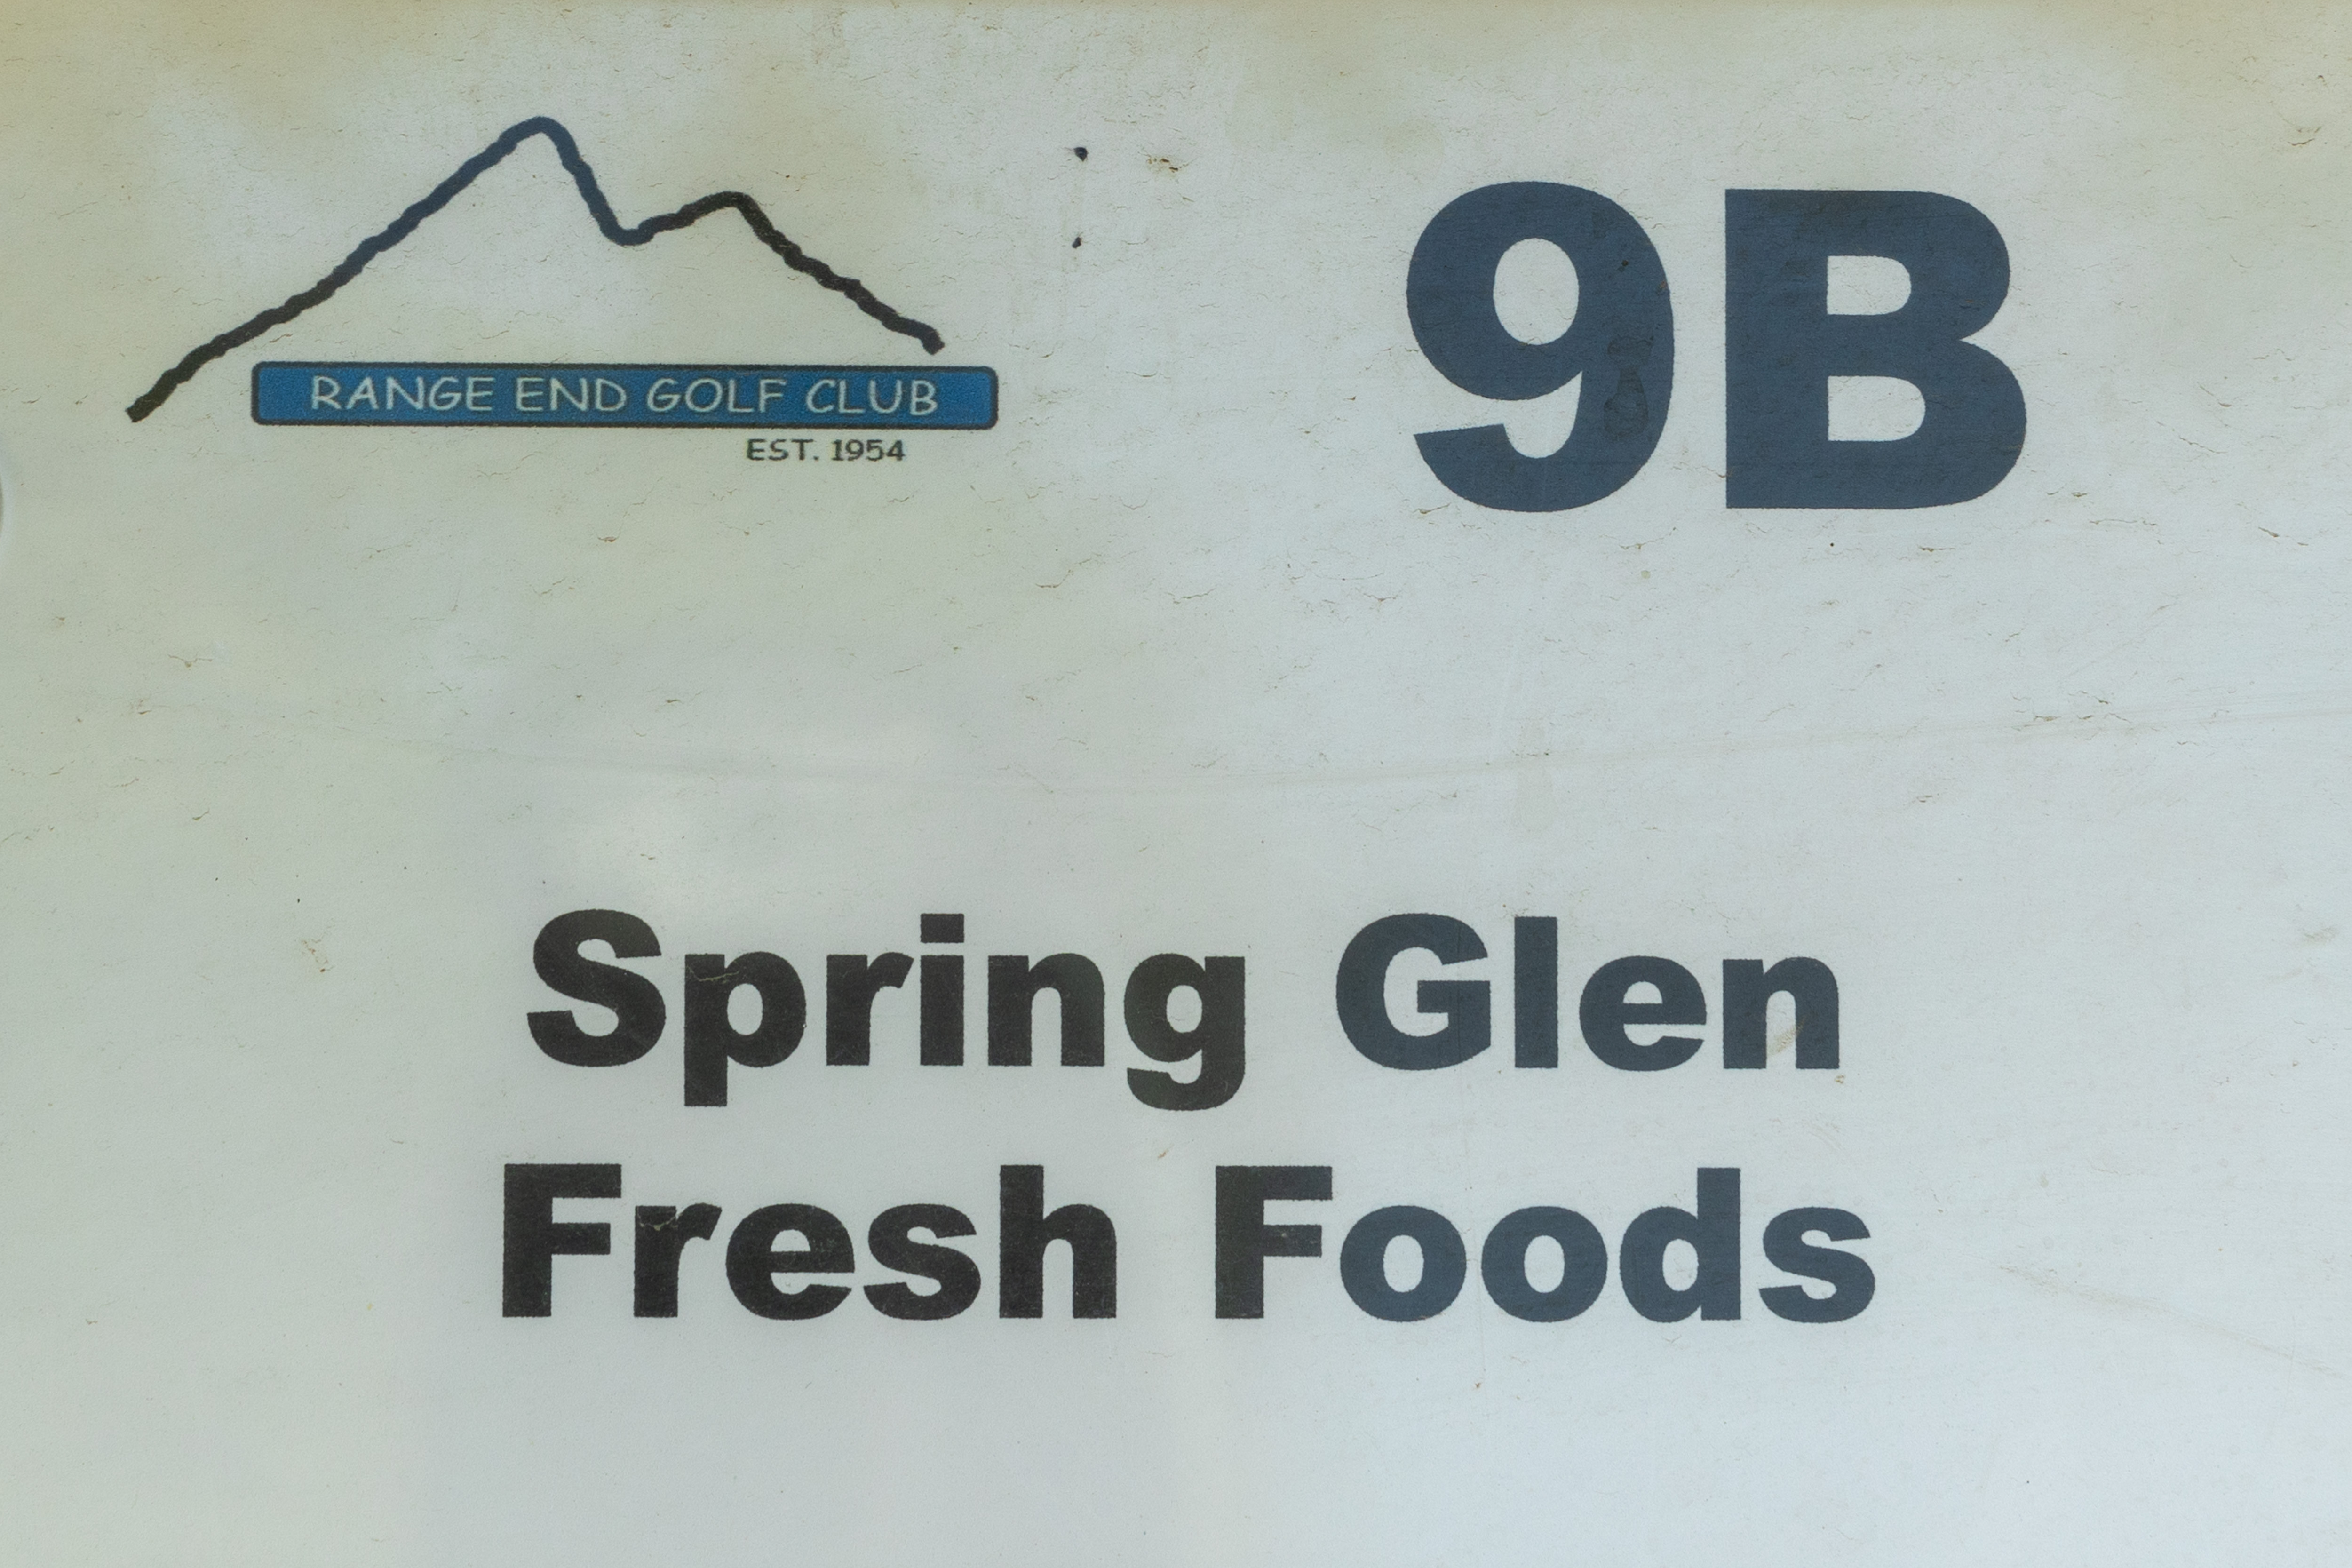 RANGE END GOLF CLUB
EST. 1954
9B
Spring Glen
Fresh Foods